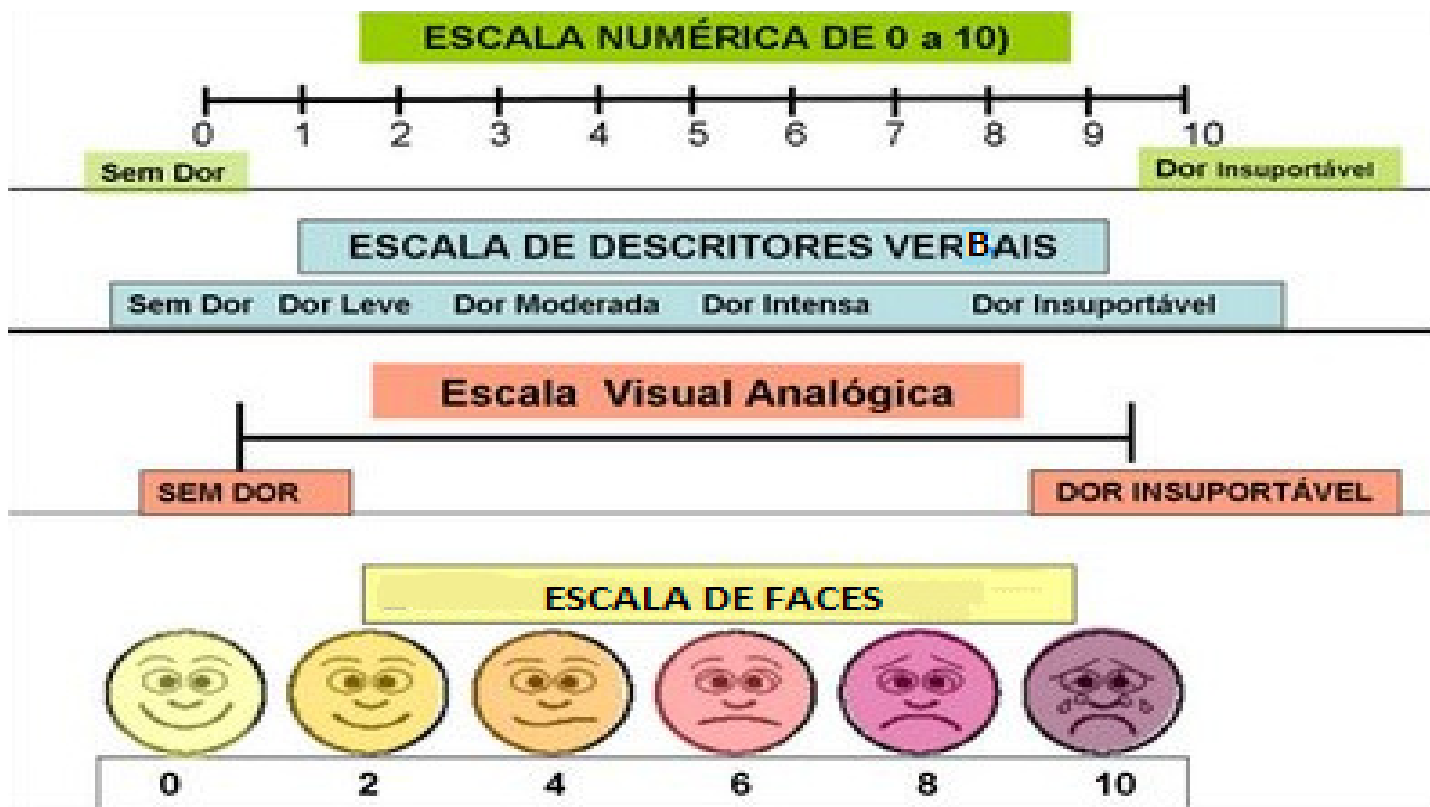 ESCALA NUMÉRICA DE 0 a 10)
0 1 2 3 4 5 6 7 8 9 10
Sem Dor Dor Insuportável
ESCALA DE DESCRITORES VERBAIS
Sem Dor Dor Leve Dor Moderada Dor Intensa Dor Insuportável
Escala Visual Analógica
SEM DOR DOR INSUPORTÁVEL
ESCALA DE FACES
0 2 4 6 8 10